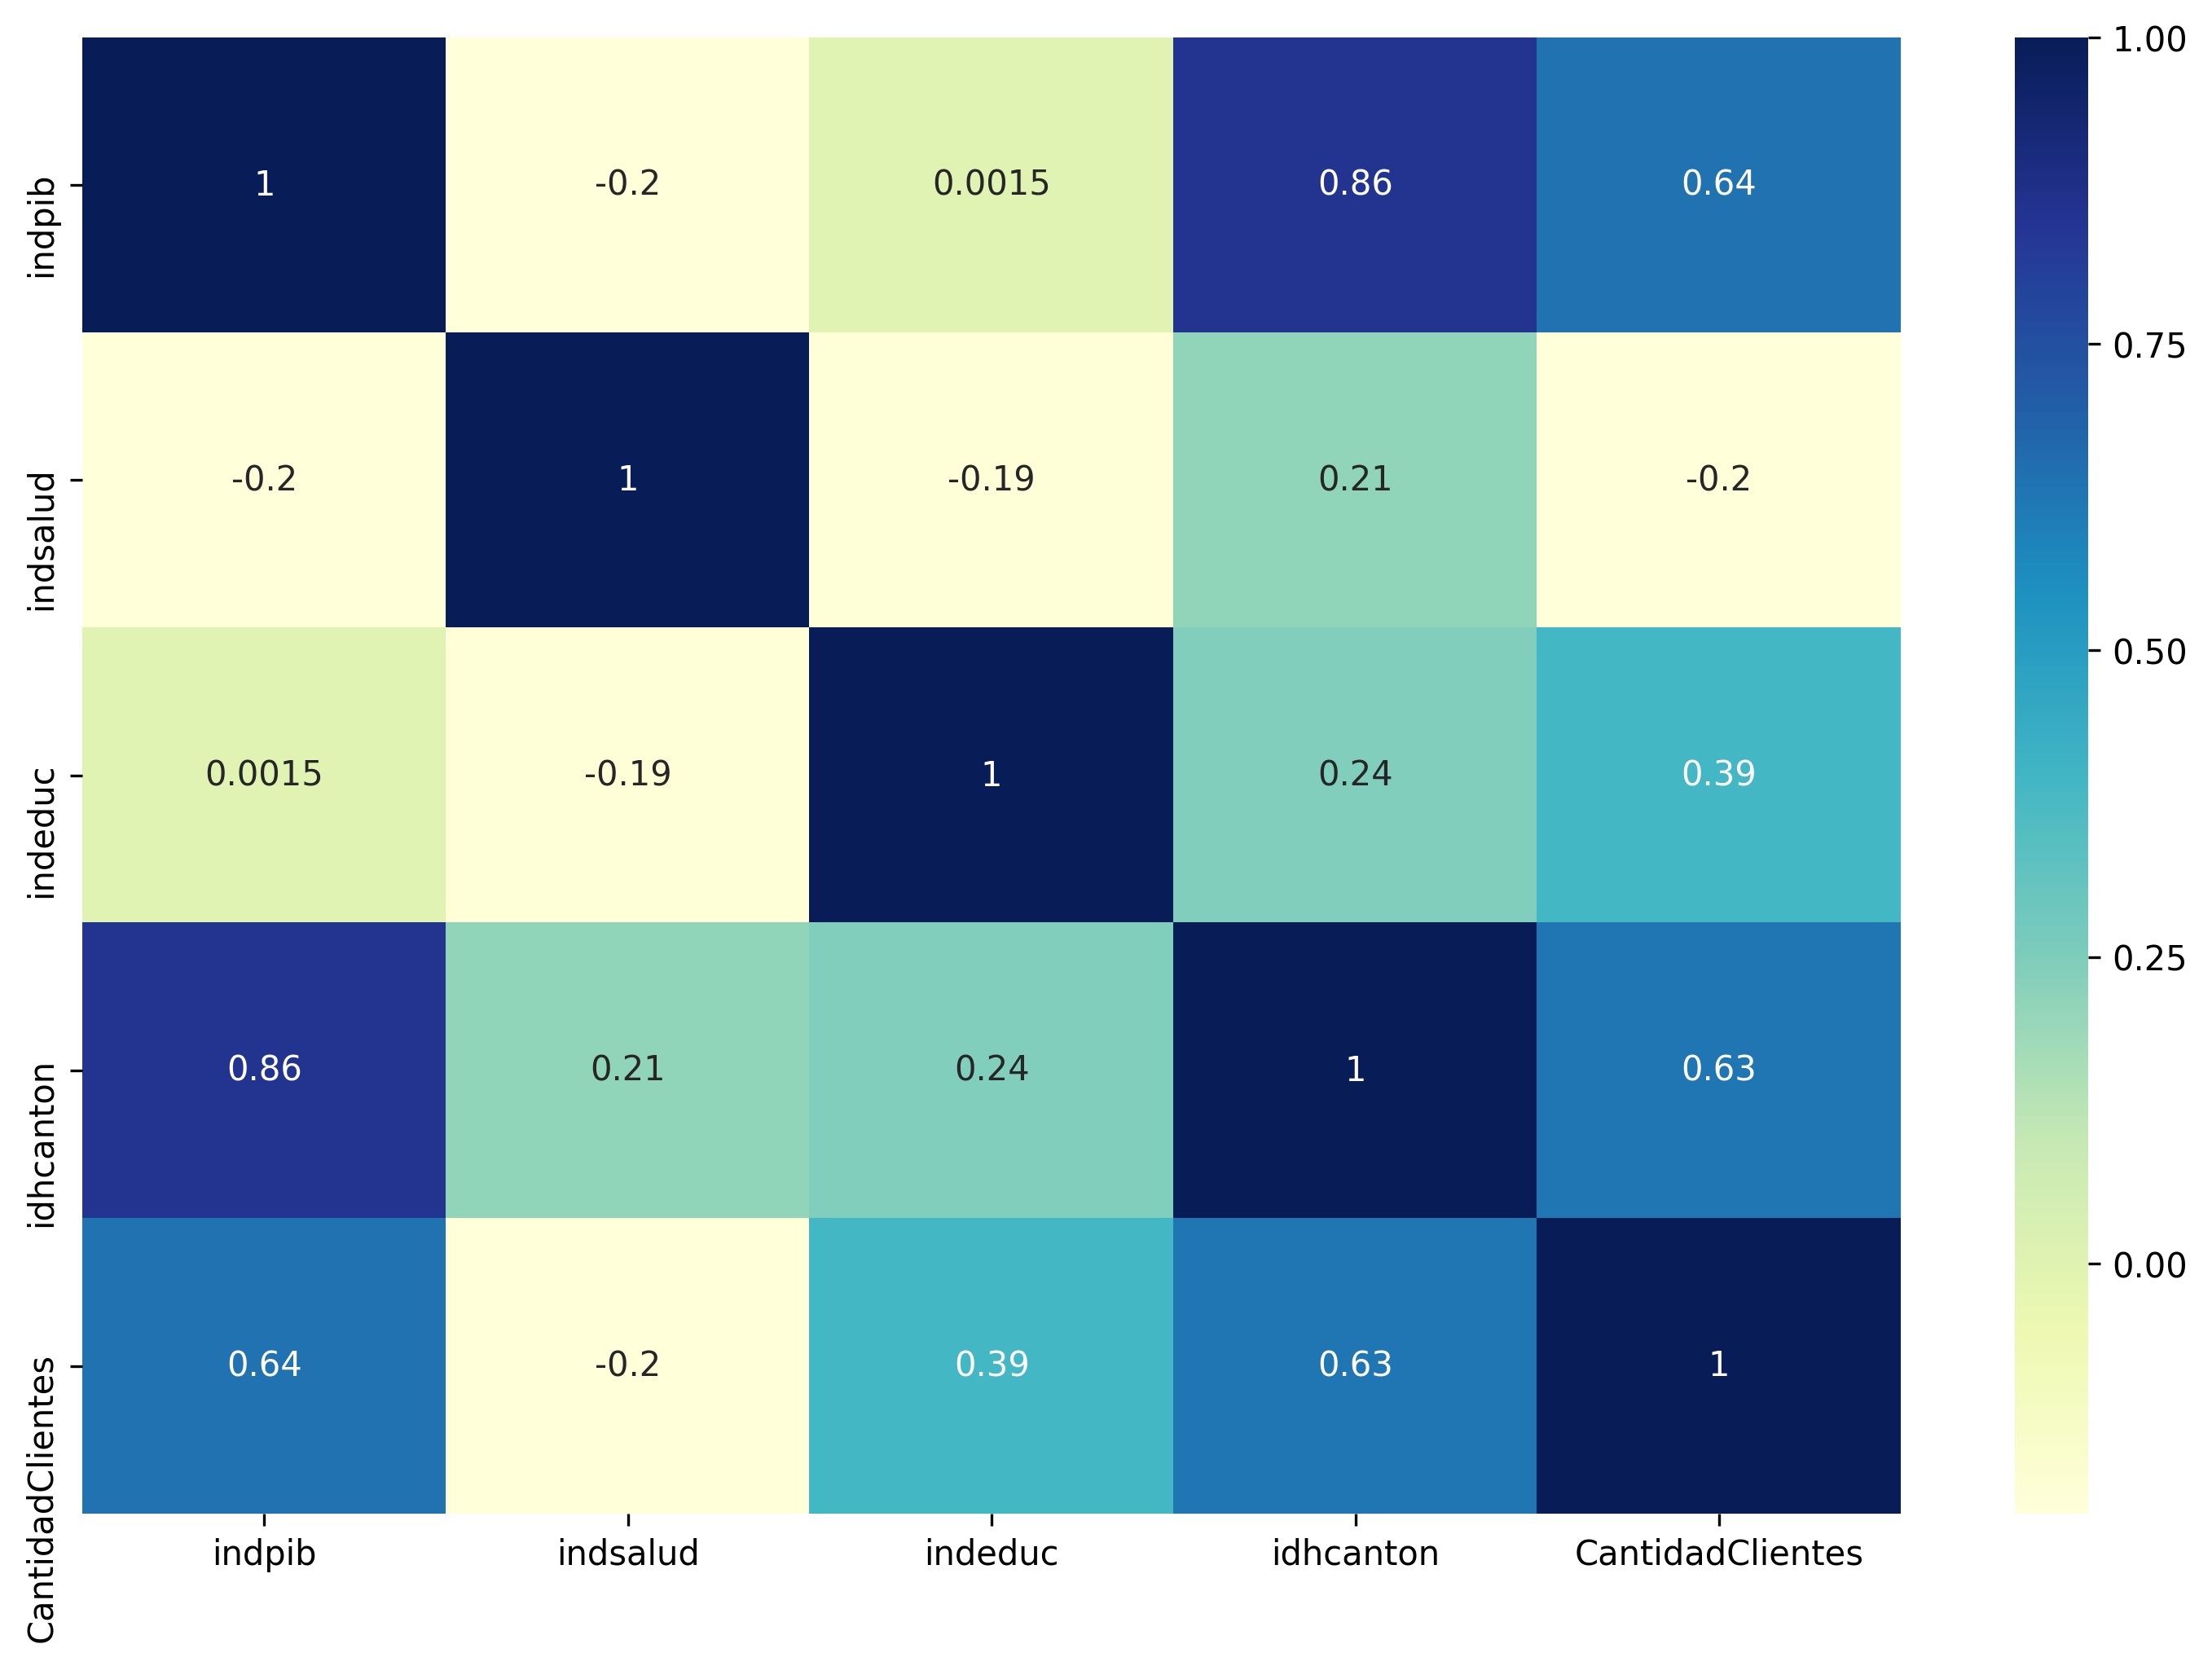 indpib 1 -0.2 0.0015 0.86 0.64
indsalud -0.2 1 -0.19 0.21 -0.2
indeduc 0.0015 -0.19 1 0.24 0.39
idhcanton 0.86 0.21 0.24 1 0.63
CantidadClientes 0.64 -0.2 0.39 0.63 1
indpib indsalud indeduc idhcanton CantidadClientes
1.00
0.75
0.50
0.25
0.00